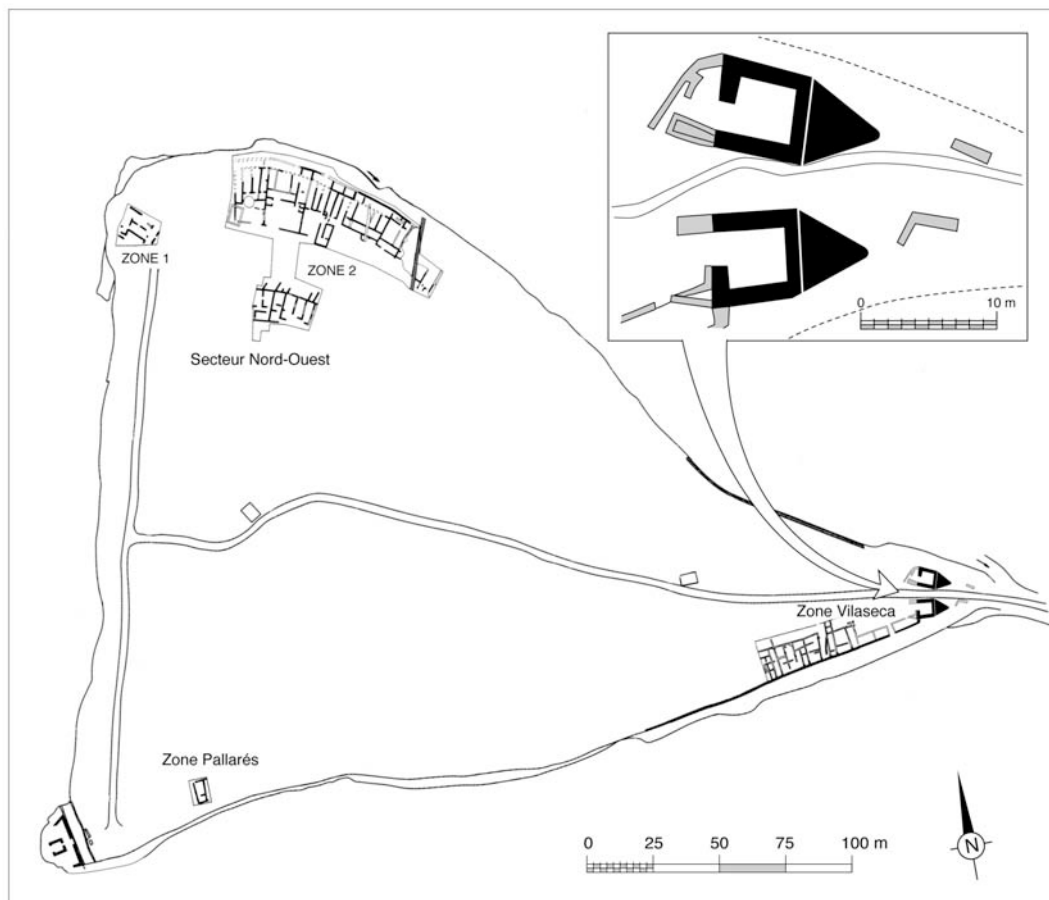 0 10 m
ZONE 1
ZONE 2
Secteur Nord-Ouest
Zone Vilaseca
Zone Pallarés
0 25 50 75 100 m
N